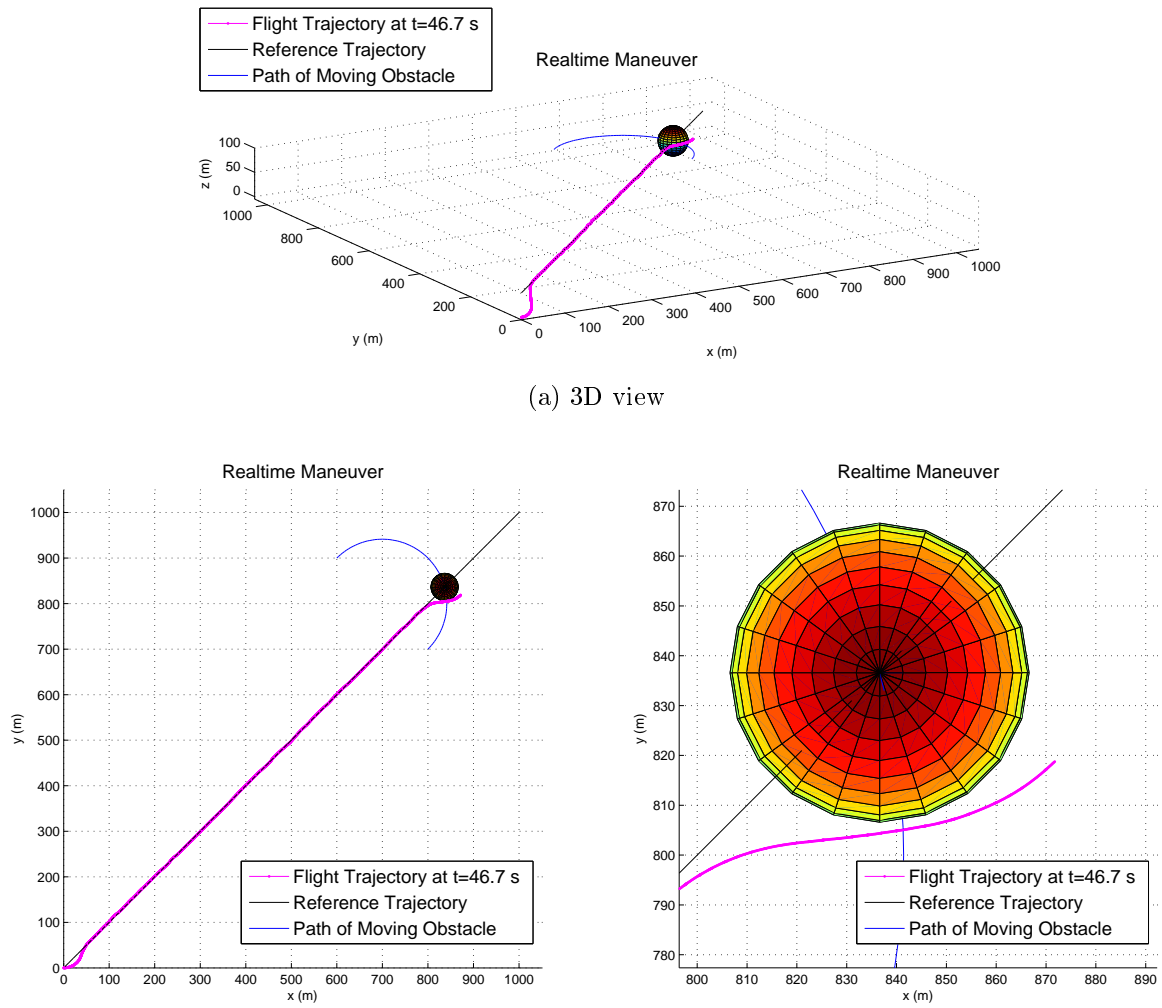 Flight Trajectory at t=46.7 s
Reference Trajectory
Path of Moving Obstacle
Realtime Maneuver
100
50
0
z (m)
1000
800
600
400
200
0
y (m)
0
100
200
300
400
500
600
700
800
900
1000
x (m)
(a) 3D view
Realtime Maneuver
1000
900
800
700
600
500
400
300
200
100
0
y (m)
Flight Trajectory at t=46.7 s
Reference Trajectory
Path of Moving Obstacle
0 100 200 300 400 500 600 700 800 900 1000
x (m)
Realtime Maneuver
870
860
850
840
830
820
810
800
790
780
y (m)
Flight Trajectory at t=46.7 s
Reference Trajectory
Path of Moving Obstacle
800 810 820 830 840 850 860 870 880 890
x (m)